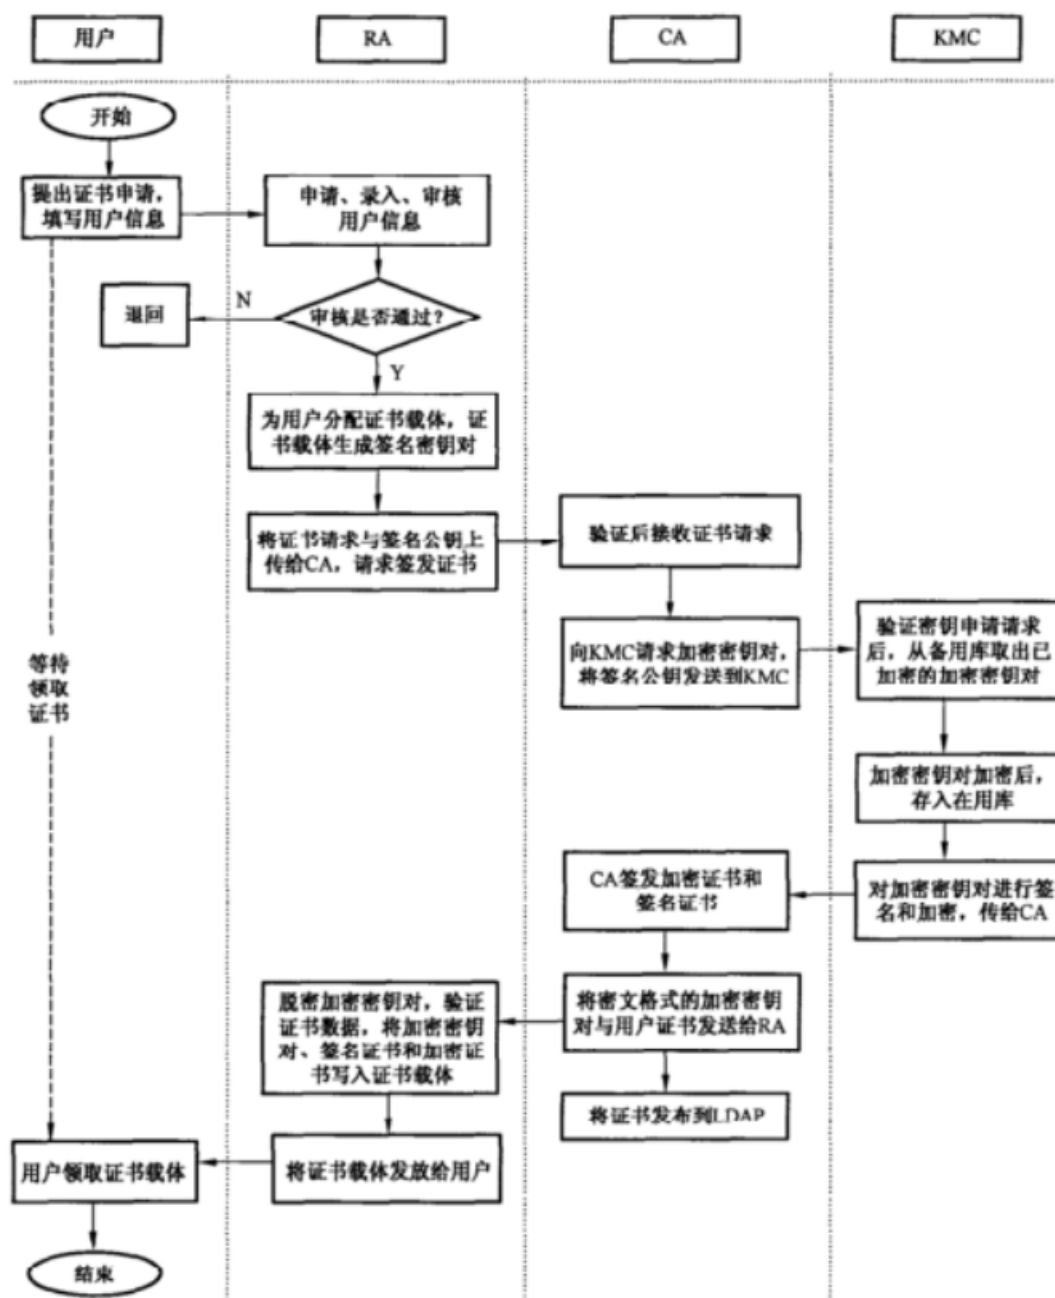 用户
RA
CA
KMC
开始
提出证书申请，
填写用户信息
申请、录入、审核
用户信息
退回
N
审核是否通过？
Y
为用户分配证书载体，证
书载体生成签名密钥对
将证书请求与签名公钥上
传给CA，请求签发证书
验证后接收证书请求
向KMC请求加密密钥对，
将签名公钥发送到KMC
验证密钥申请请求
后，从备用库取出已
加密的加密密钥对
等待
领取
证书
加密密钥对加密后，
存入在用库
对加密密钥对进行签
名和加密，传给CA
CA签发加密证书和
签名证书
将密文格式的加密密钥
对与用户证书发送给RA
脱密加密密钥对，验证
证书数据，将加密密钥
对、签名证书和加密证
书写入证书载体
将证书发布到LDAP
将证书载体发放给用户
用户领取证书载体
结束